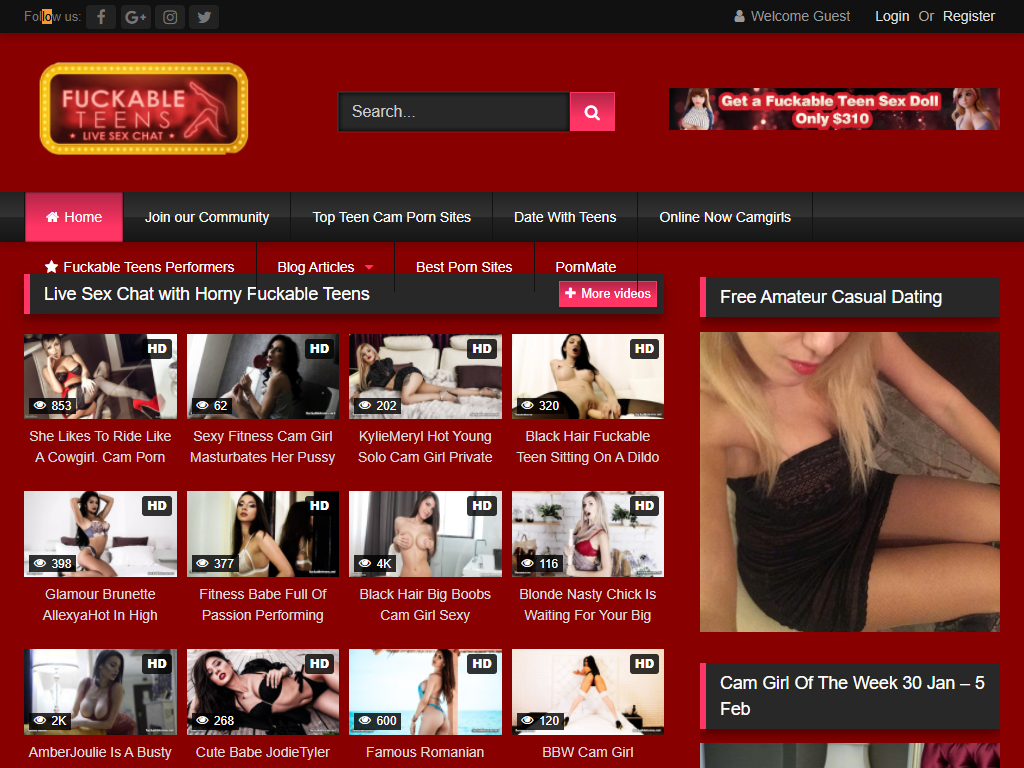 Follow us:
Welcome Guest Login Or Register
FUCKABLE
TEENS
LIVE SEX CHAT
Search...
Get a Fuckable Teen Sex Doll
Only $310
Home Join our Community Top Teen Cam Porn Sites Date With Teens Online Now Camgirls
Fuckable Teens Performers Blog Articles Best Porn Sites PornMate
Live Sex Chat with Horny Fuckable Teens More videos
HD HD HD HD
853 62 202 320
She Likes To Ride Like
A Cowgirl. Cam Porn
Sexy Fitness Cam Girl
Masturbates Her Pussy
KylieMeryl Hot Young
Solo Cam Girl Private
Black Hair Fuckable
Teen Sitting On A Dildo
HD HD HD HD
398 377 4K 116
Glamour Brunette
AllexyaHot In High
Fitness Babe Full Of
Passion Performing
Black Hair Big Boobs
Cam Girl Sexy
Blonde Nasty Chick Is
Waiting For Your Big
HD HD HD HD
2K 268 600 120
AmberJoulie Is A Busty
Cute Babe JodieTyler
Famous Romanian
BBW Cam Girl
Free Amateur Casual Dating
Cam Girl Of The Week 30 Jan – 5
Feb